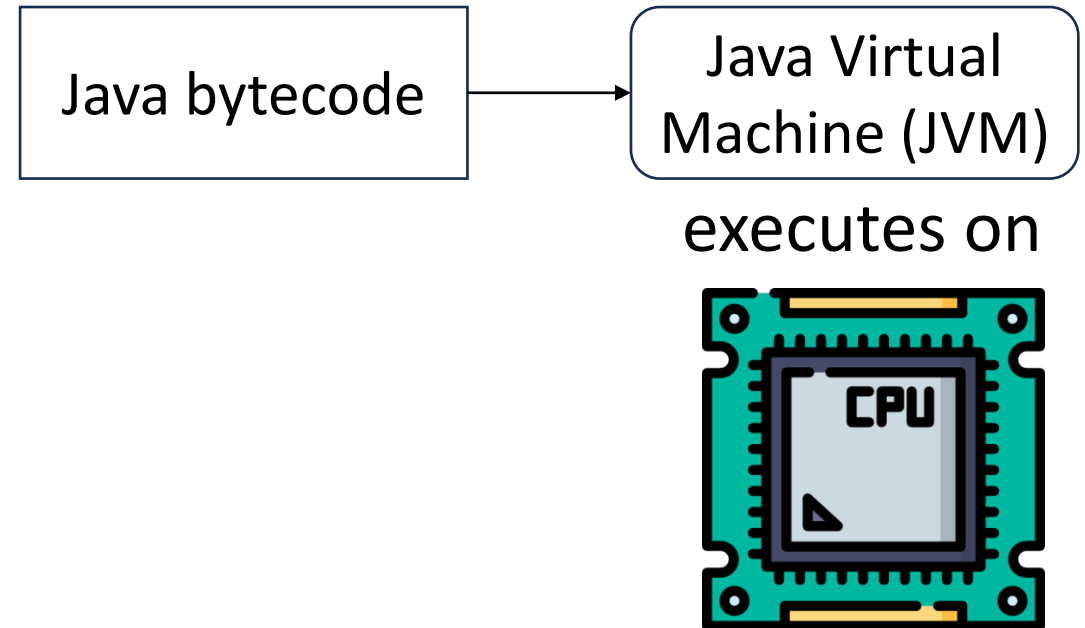 Java bytecode
Java Virtual
Machine (JVM)
executes on
CPU